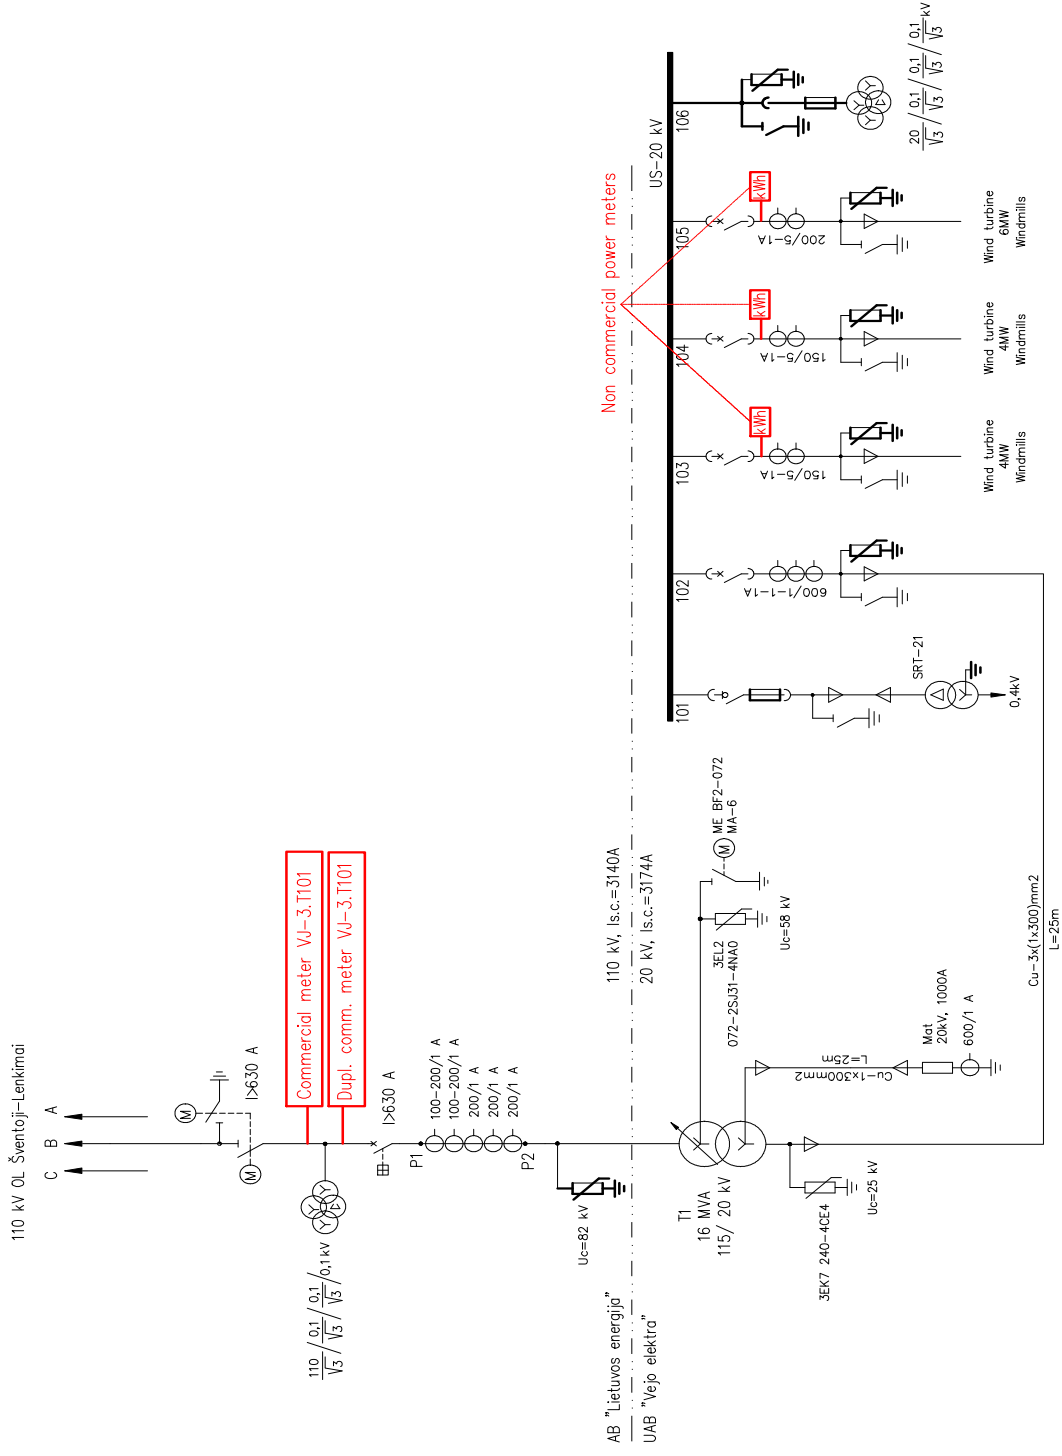 110 kV OL Šventoji-Lenkimai
A
B
C
M
M
I>630 A
Commercial meter VJ-3.T101
Dupl. comm. meter VJ-3.T101
Y
Y
Y
Δ
110/√3 / 0,1/√3 / 0,1/√3 / 0,1 kV
I>630 A
P1
100-200/1 A
100-200/1 A
200/1 A
200/1 A
200/1 A
P2
Uc=82 kV
AB "Lietuvos energija"
UAB "Vejo elektra"
110 kV, Is.c.=3140A
20 kV, Is.c.=3174A
T1
16 MVA
115/ 20 kV
Y
Y
3EL2
072-2SJ31-4NA0
Uc=58 kV
M
ME BF2-072
MA-6
3EK7 240-4CE4
Uc=25 kV
Cu-1x300mm2
L=25m
Mat
20kV, 1000A
600/1 A
Cu-3x(1x300)mm2
L=25m
Non commercial power meters
US-20 kV
101
SRT-21
Δ
Y
0,4kV
102
600/1-1-1A
103
kWh
150/5-1A
Wind turbine
4MW
Windmills
104
kWh
150/5-1A
Wind turbine
4MW
Windmills
105
kWh
200/5-1A
Wind turbine
6MW
Windmills
106
Y
Y
Y
Δ
20/√3 / 0,1/√3 / 0,1/√3 / 0,1/√3 kV